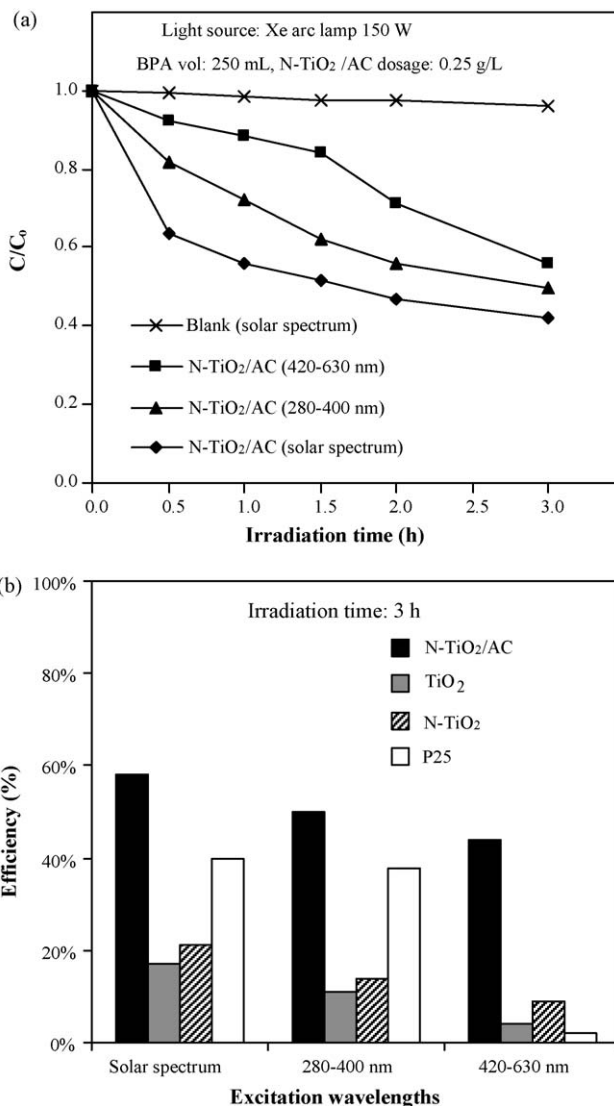 (a)
Light source: Xe arc lamp 150 W
BPA vol: 250 mL, N-TiO₂ /AC dosage: 0.25 g/L
1.0
0.8
0.6
0.4
0.2
0.0
C/Cₒ
Blank (solar spectrum)
N-TiO₂/AC (420-630 nm)
N-TiO₂/AC (280-400 nm)
N-TiO₂/AC (solar spectrum)
0.0 0.5 1.0 1.5 2.0 2.5 3.0
Irradiation time (h)
(b)
100%
80%
60%
40%
20%
0%
Efficiency (%)
Irradiation time: 3 h
N-TiO₂/AC
TiO₂
N-TiO₂
P25
Solar spectrum 280-400 nm 420-630 nm
Excitation wavelengths